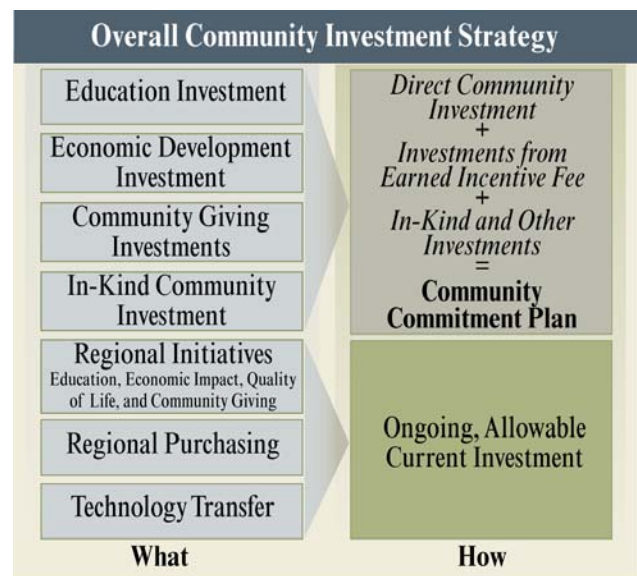 Overall Community Investment Strategy
Education Investment
Economic Development
Investment
Community Giving
Investments
In-Kind Community
Investment
Regional Initiatives
Education, Economic Impact, Quality
of Life, and Community Giving
Regional Purchasing
Technology Transfer
What
Direct Community
Investment
+
Investments from
Earned Incentive Fee
+
In-Kind and Other
Investments
=
Community
Commitment Plan
Ongoing, Allowable
Current Investment
How